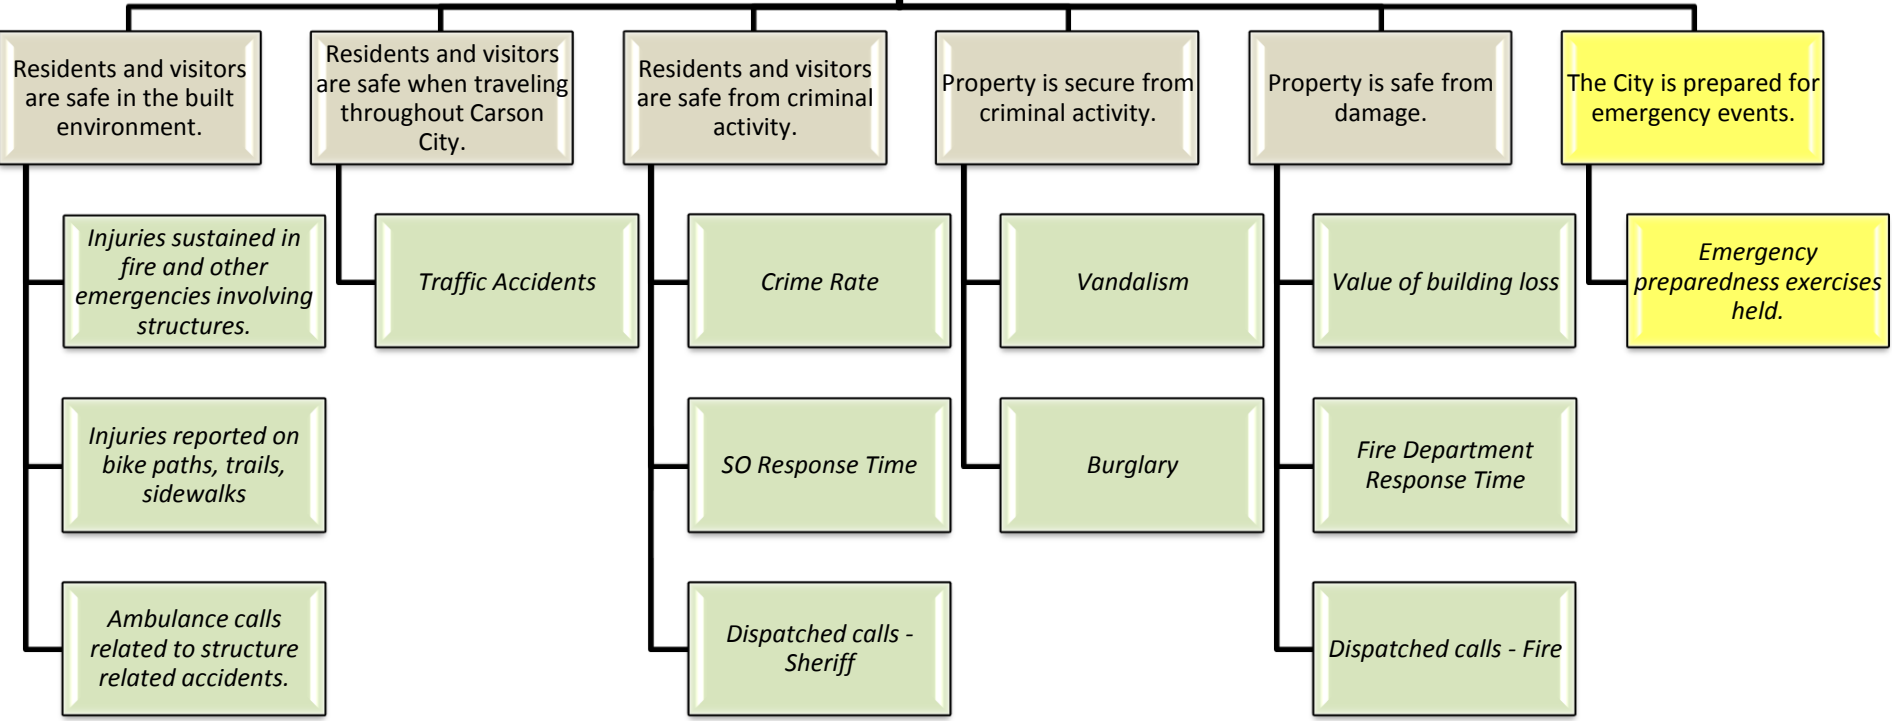 Residents and visitors
are safe in the built
environment.
Residents and visitors
are safe when traveling
throughout Carson
City.
Residents and visitors
are safe from criminal
activity.
Property is secure from
criminal activity.
Property is safe from
damage.
The City is prepared for
emergency events.
Injuries sustained in
fire and other
emergencies involving
structures.
Traffic Accidents
Crime Rate
Vandalism
Value of building loss
Emergency
preparedness exercises
held.
Injuries reported on
bike paths, trails,
sidewalks
SO Response Time
Burglary
Fire Department
Response Time
Ambulance calls
related to structure
related accidents.
Dispatched calls -
Sheriff
Dispatched calls - Fire